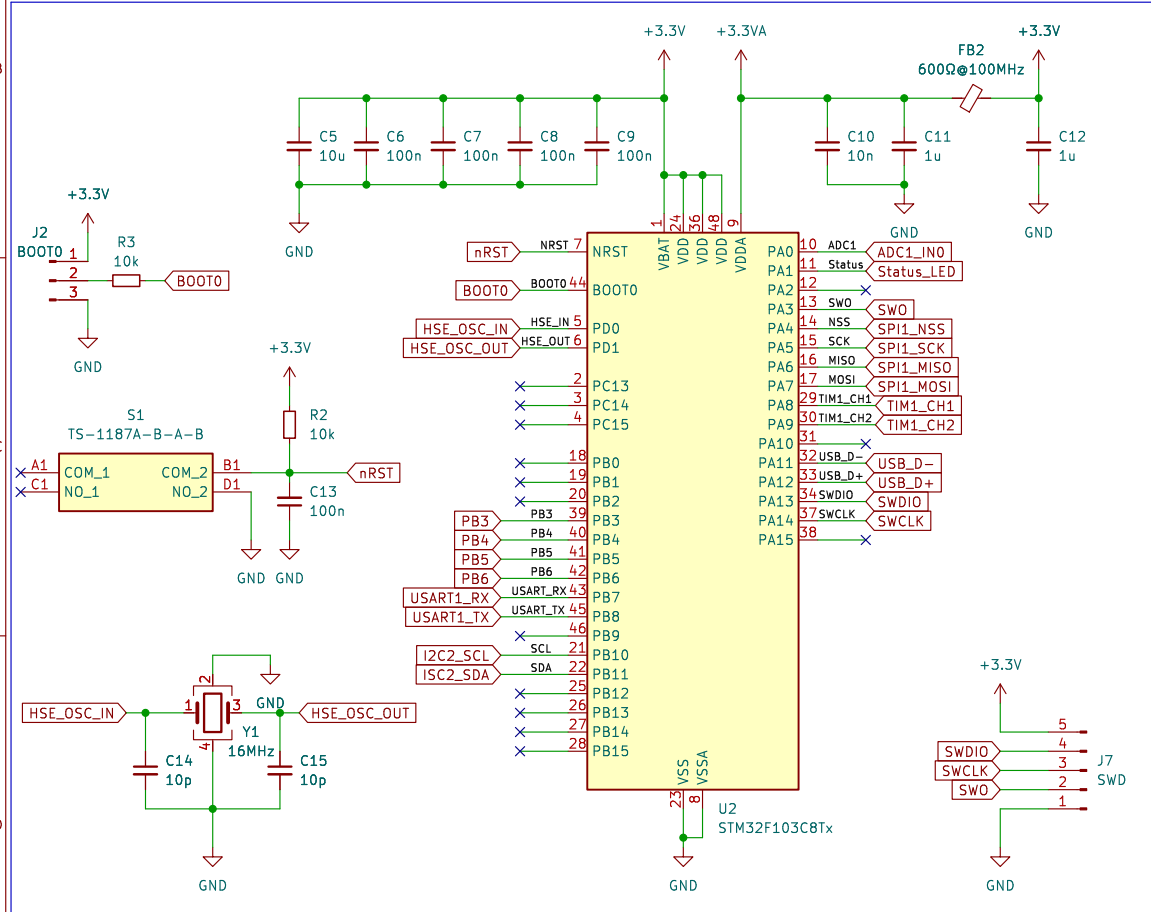 +3.3V
+3.3VA
+3.3V
FB2
600Ω@100MHz
C5
10u
C6
100n
C7
100n
C8
100n
C9
100n
C10
10n
C11
1u
C12
1u
GND
GND
GND
+3.3V
J2
BOOT0
1
2
3
R3
10k
BOOT0
GND
+3.3V
R2
10k
S1
TS-1187A-B-A-B
A1 COM_1 COM_2 B1
C1 NO_1 NO_2 D1
nRST
C13
100n
GND GND
1 24 36 48 9
VBAT VDD VDD VDD VDDA
nRST NRST 7 NRST
BOOT0 BOOT0 44 BOOT0
HSE_OSC_IN HSE_IN 5 PD0
HSE_OSC_OUT HSE_OUT 6 PD1
2 PC13
3 PC14
4 PC15
18 PB0
19 PB1
20 PB2
PB3 PB3 39 PB3
PB4 PB4 40 PB4
PB5 PB5 41 PB5
PB6 PB6 42 PB6
USART1_RX USART_RX 43 PB7
USART1_TX USART_TX 45 PB8
46 PB9
I2C2_SCL SCL 21 PB10
ISC2_SDA SDA 22 PB11
25 PB12
26 PB13
27 PB14
28 PB15
PA0 10 ADC1 ADC1_IN0
PA1 11 Status Status_LED
PA2 12
PA3 13 SWO SWO
PA4 14 NSS SPI1_NSS
PA5 15 SCK SPI1_SCK
PA6 16 MISO SPI1_MISO
PA7 17 MOSI SPI1_MOSI
PA8 29 TIM1_CH1 TIM1_CH1
PA9 30 TIM1_CH2 TIM1_CH2
PA10 31
PA11 32 USB_D- USB_D-
PA12 33 USB_D+ USB_D+
PA13 34 SWDIO SWDIO
PA14 37 SWCLK SWCLK
PA15 38
VSS VSSA
23 8
U2
STM32F103C8Tx
GND
HSE_OSC_IN
1 2 3 4
GND
HSE_OSC_OUT
Y1
16MHz
C14
10p
C15
10p
GND
+3.3V
5
SWDIO 4
SWCLK 3
SWO 2
1
J7
SWD
GND